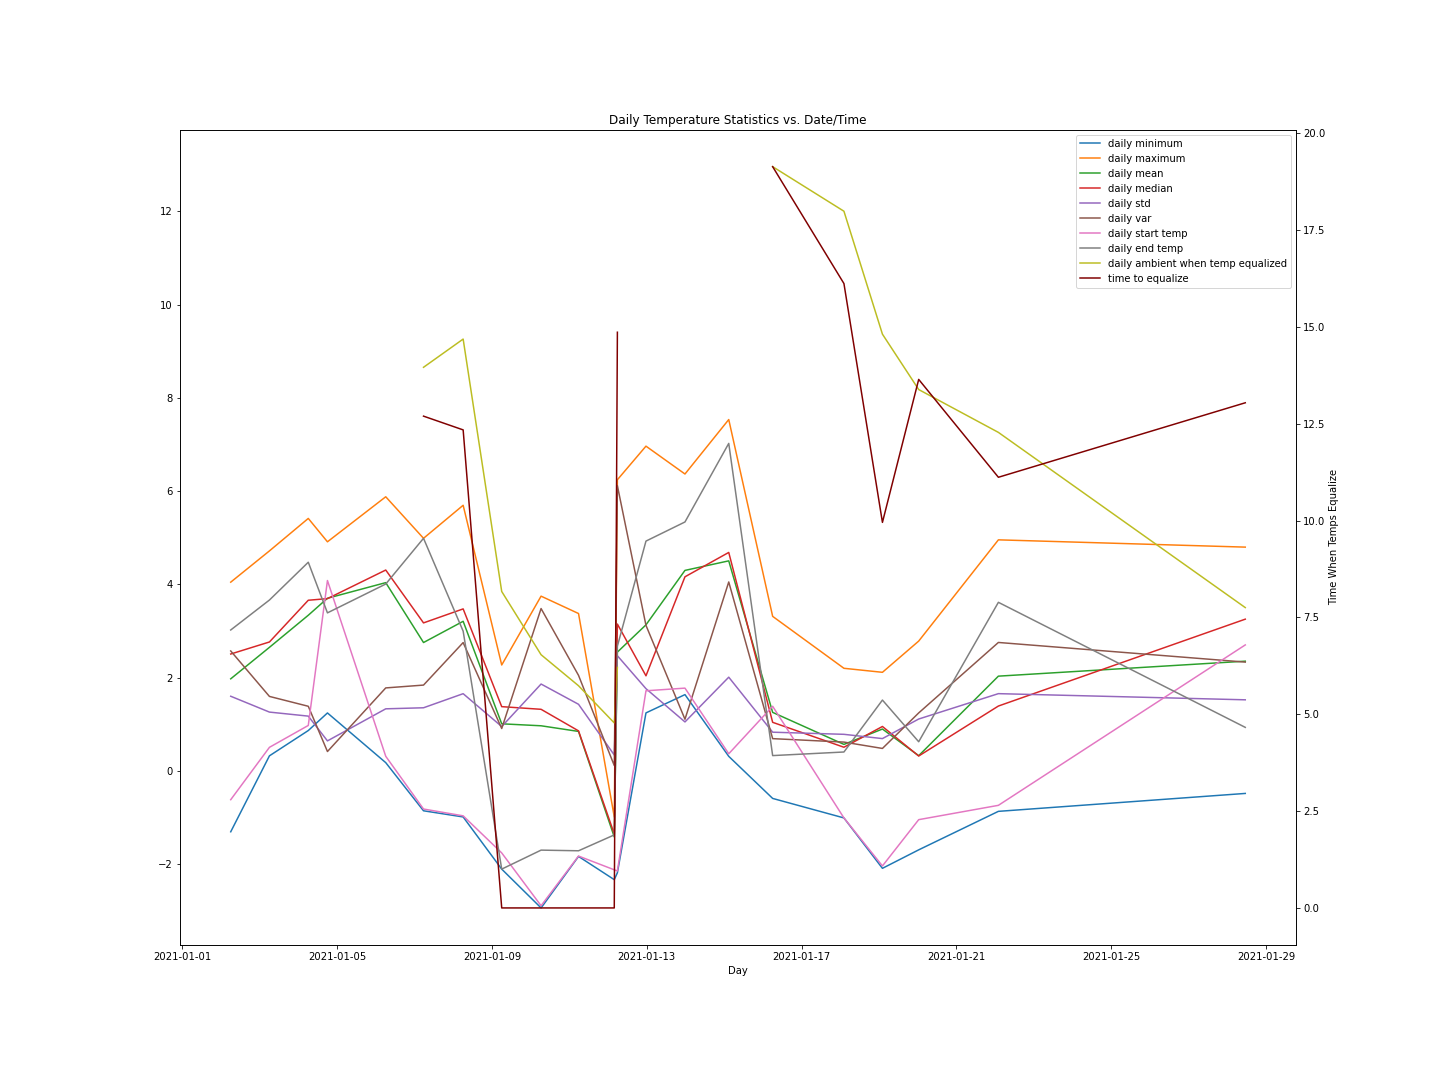 Daily Temperature Statistics vs. Date/Time
daily minimum
daily maximum
daily mean
daily median
daily std
daily var
daily start temp
daily end temp
daily ambient when temp equalized
time to equalize
12
10
8
6
4
2
0
−2
20.0
17.5
15.0
12.5
10.0
7.5
5.0
2.5
0.0
Time When Temps Equalize
2021-01-01 2021-01-05 2021-01-09 2021-01-13 2021-01-17 2021-01-21 2021-01-25 2021-01-29
Day